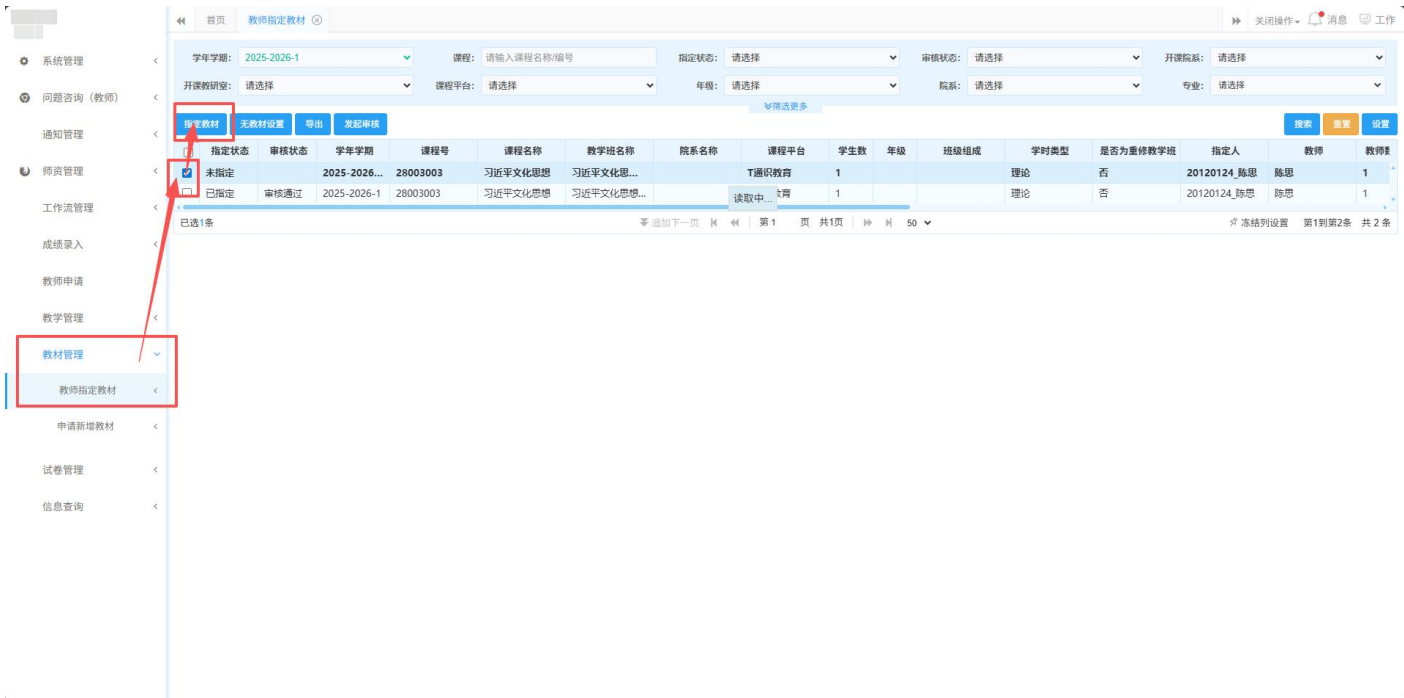 首页 教师指定教材 关闭操作 消息 工作
系统管理
问题咨询（教师）
通知管理
师资管理
工作流管理
成绩录入
教师申请
教学管理
教材管理
教师指定教材
申请新增教材
试卷管理
信息查询
学年学期: 2025-2026-1 课程: 请输入课程名称/编号 指定状态: 请选择 审核状态: 请选择 开课院系: 请选择
开课教研室: 请选择 课程平台: 请选择 年级: 请选择 院系: 请选择 专业: 请选择
筛选更多
指定教材 无教材设置 导出 发起审核 搜索 重置 设置
指定状态 审核状态 学年学期 课程号 课程名称 教学班名称 院系名称 课程平台 学生数 年级 班级组成 学时类型 是否为重修教学班 指定人 教师
未指定 2025-2026... 28003003 习近平文化思想 习近平文化思... T通识教育 1 理论 否 20120124_陈思 陈思 1
已指定 审核通过 2025-2026-1 28003003 习近平文化思想 习近平文化思想... 教育 1 理论 否 20120124_陈思 陈思 1
读取中...
已选1条 追加下一页 第 1 页 共1页 50 冻结列设置 第1到第2条 共 2 条